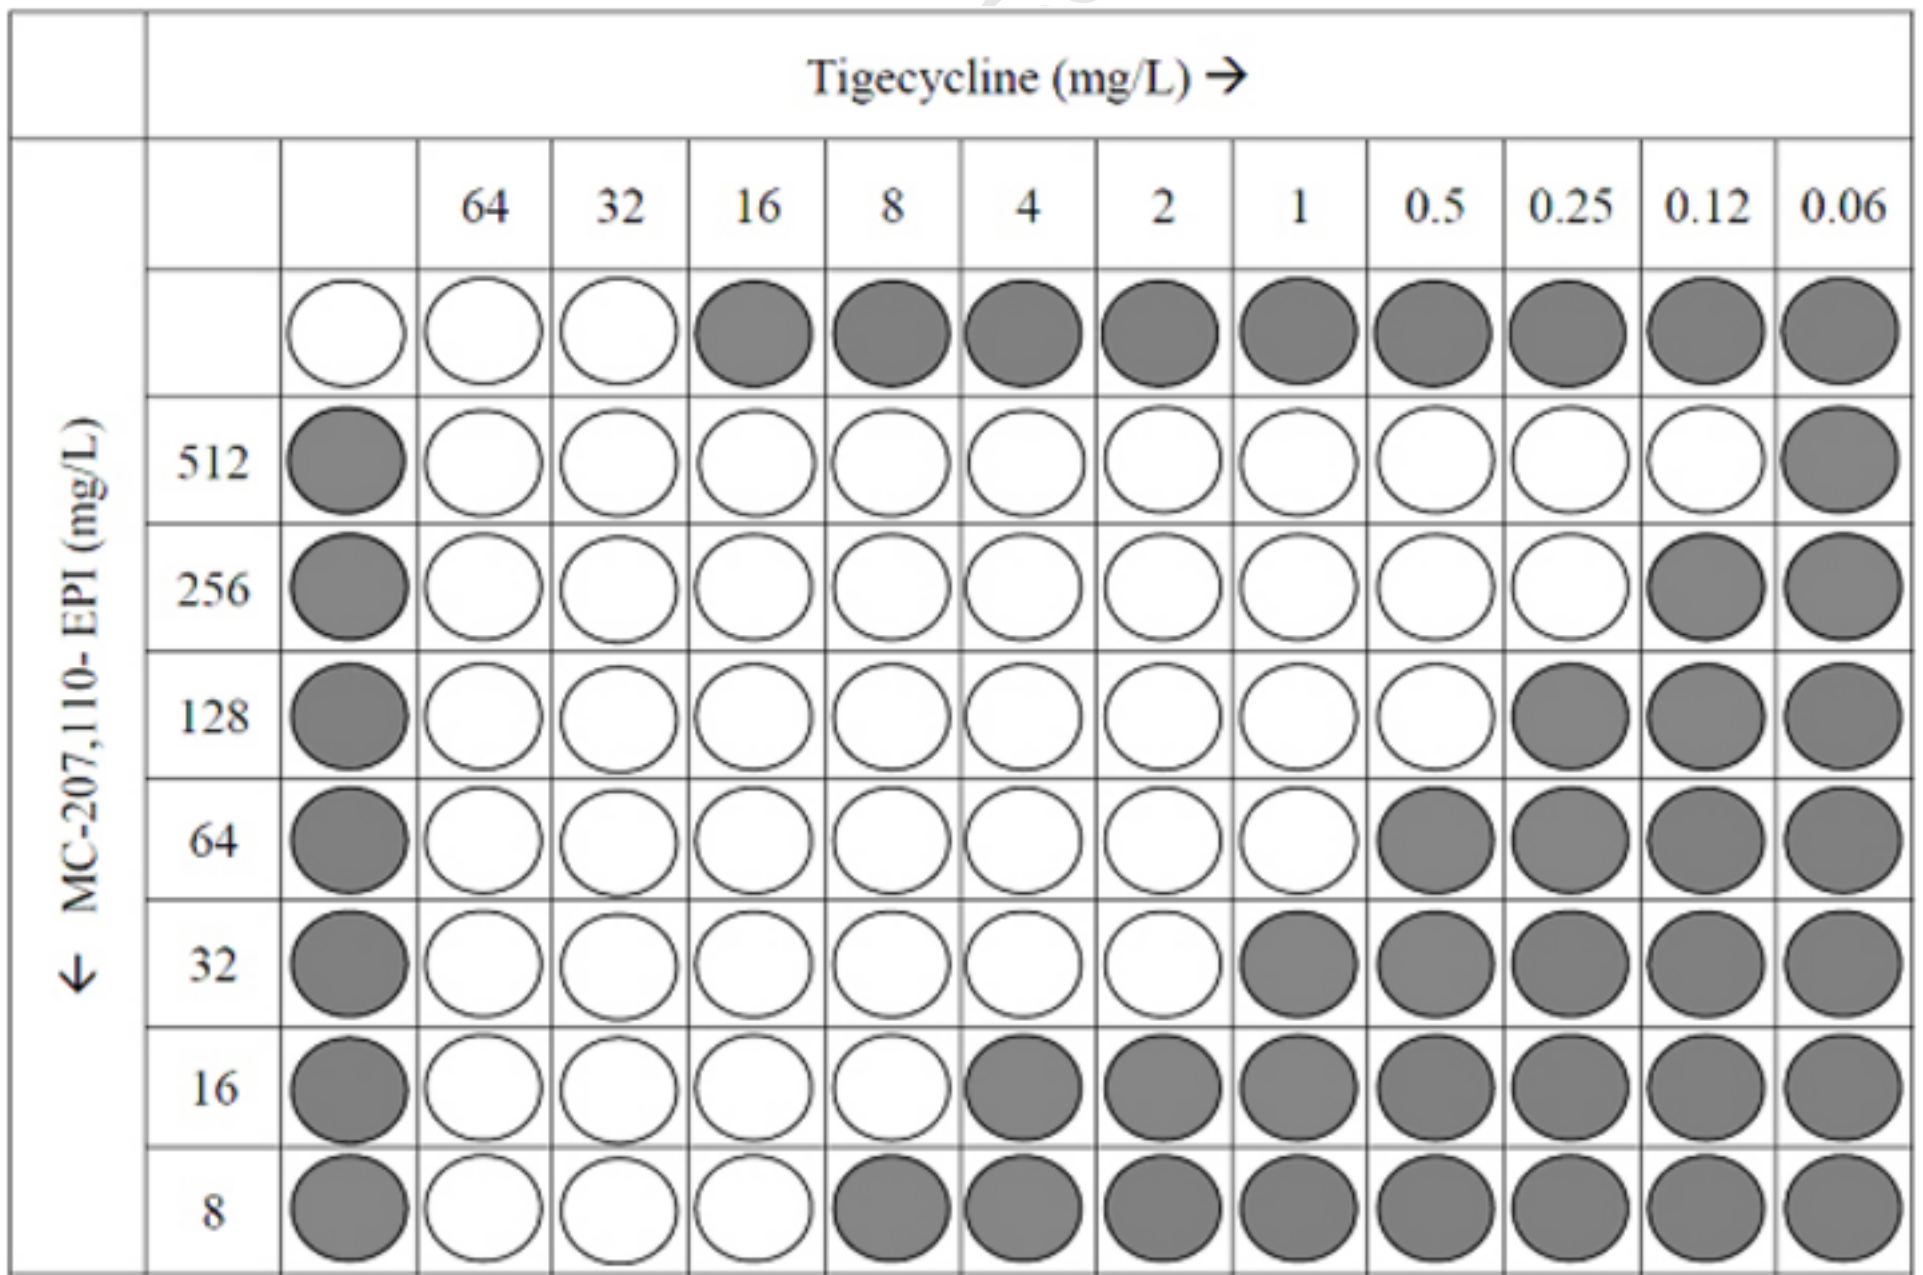 Tigecycline (mg/L) →
64 32 16 8 4 2 1 0.5 0.25 0.12 0.06
← MC-207,110- EPI (mg/L)
512
256
128
64
32
16
8